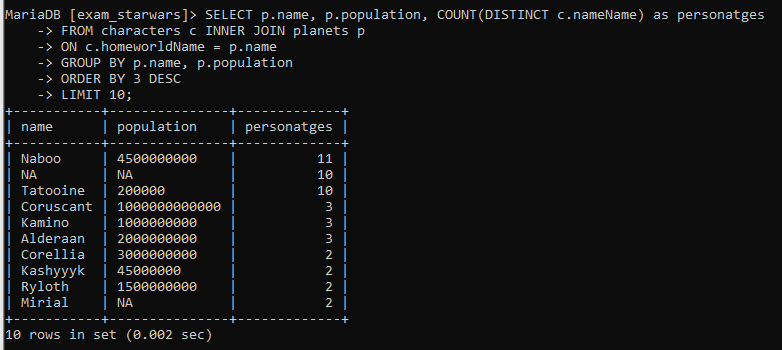 MariaDB [exam_starwars]> SELECT p.name, p.population, COUNT(DISTINCT c.nameName) as personatges
    -> FROM characters c INNER JOIN planets p
    -> ON c.homeworldName = p.name
    -> GROUP BY p.name, p.population
    -> ORDER BY 3 DESC
    -> LIMIT 10;
+-----------+---------------+-------------+
| name      | population    | personatges |
+-----------+---------------+-------------+
| Naboo     | 4500000000    |          11 |
| NA        | NA            |          10 |
| Tatooine  | 200000        |          10 |
| Coruscant | 1000000000000 |           3 |
| Kamino    | 1000000000    |           3 |
| Alderaan  | 2000000000    |           3 |
| Corellia  | 3000000000    |           2 |
| Kashyyyk  | 45000000      |           2 |
| Ryloth    | 1500000000    |           2 |
| Mirial    | NA            |           2 |
+-----------+---------------+-------------+
10 rows in set (0.002 sec)